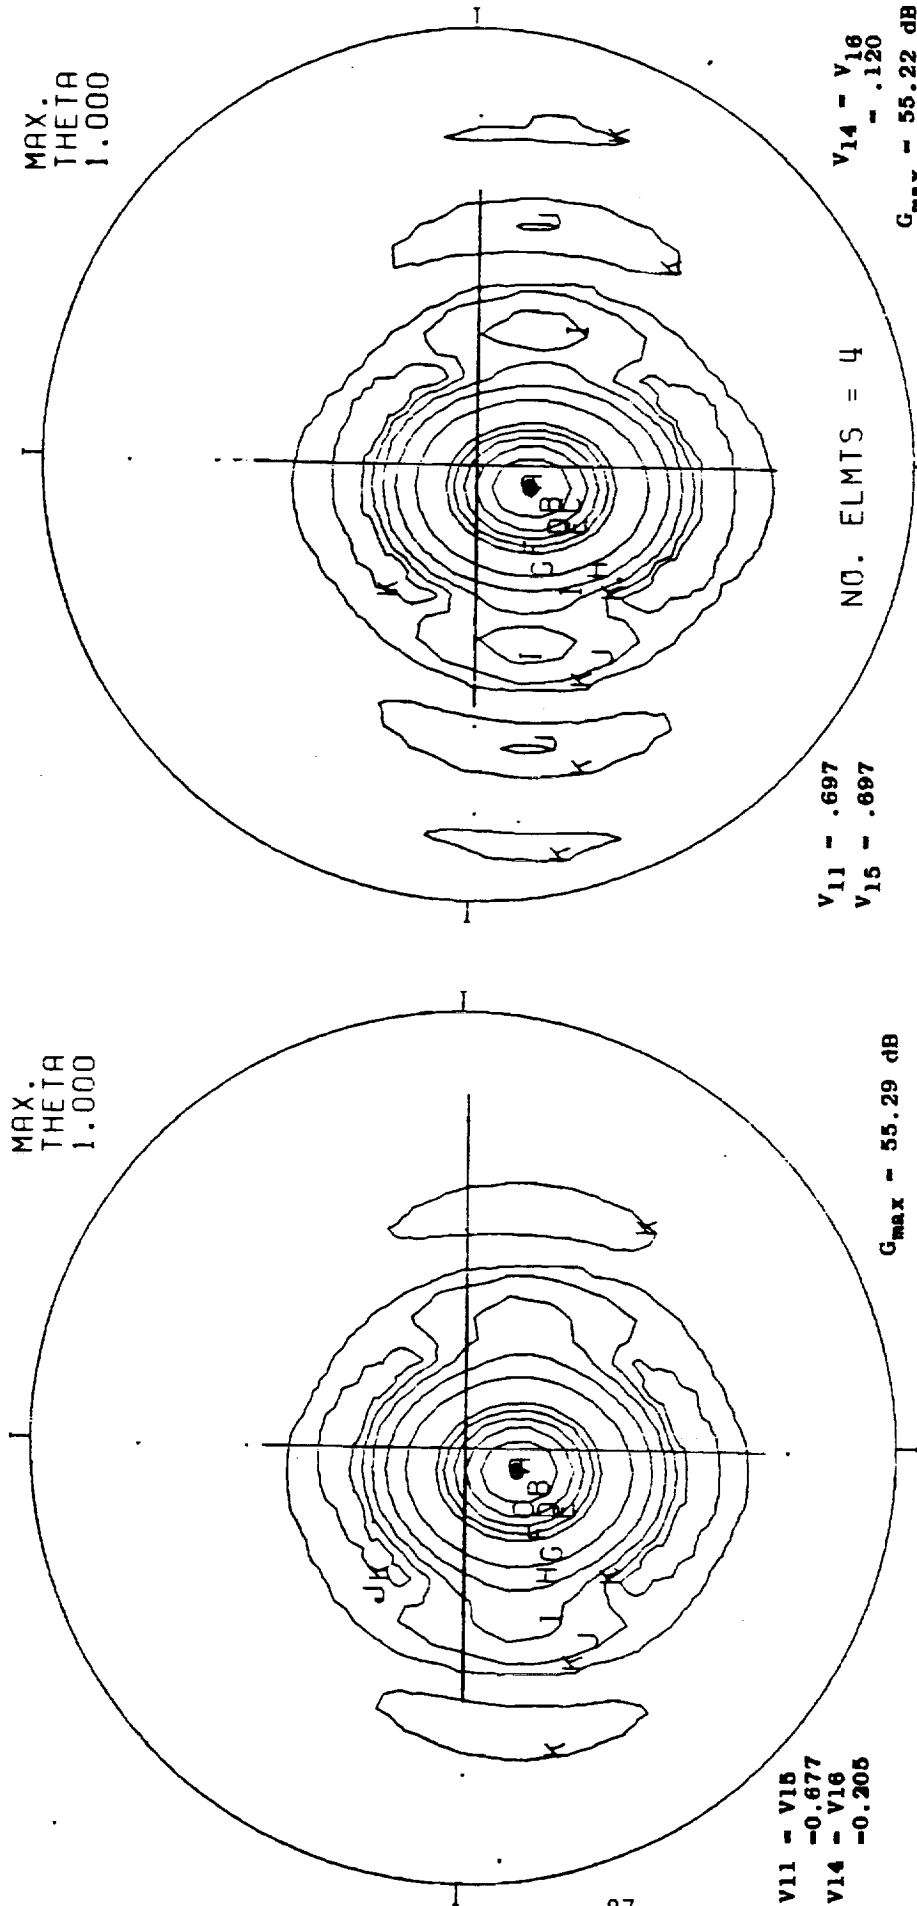 MAX.
THETA
1.000
J
K
K
A
B
C
D
E
F
G
H
I
J
K
K
K
V11 = V15
=0.677
V14 = V16
=0.205
Gmax = 55.29 dB
87
MAX.
THETA
1.000
K
K
J
K
K
A
B
C
D
E
F
G
H
I
I
I
J
K
K
J
K
K
V11 = .697
V15 = .697
NO. ELMTS = 4
V14 = V16
= .120
Gmax = 55.22 dB